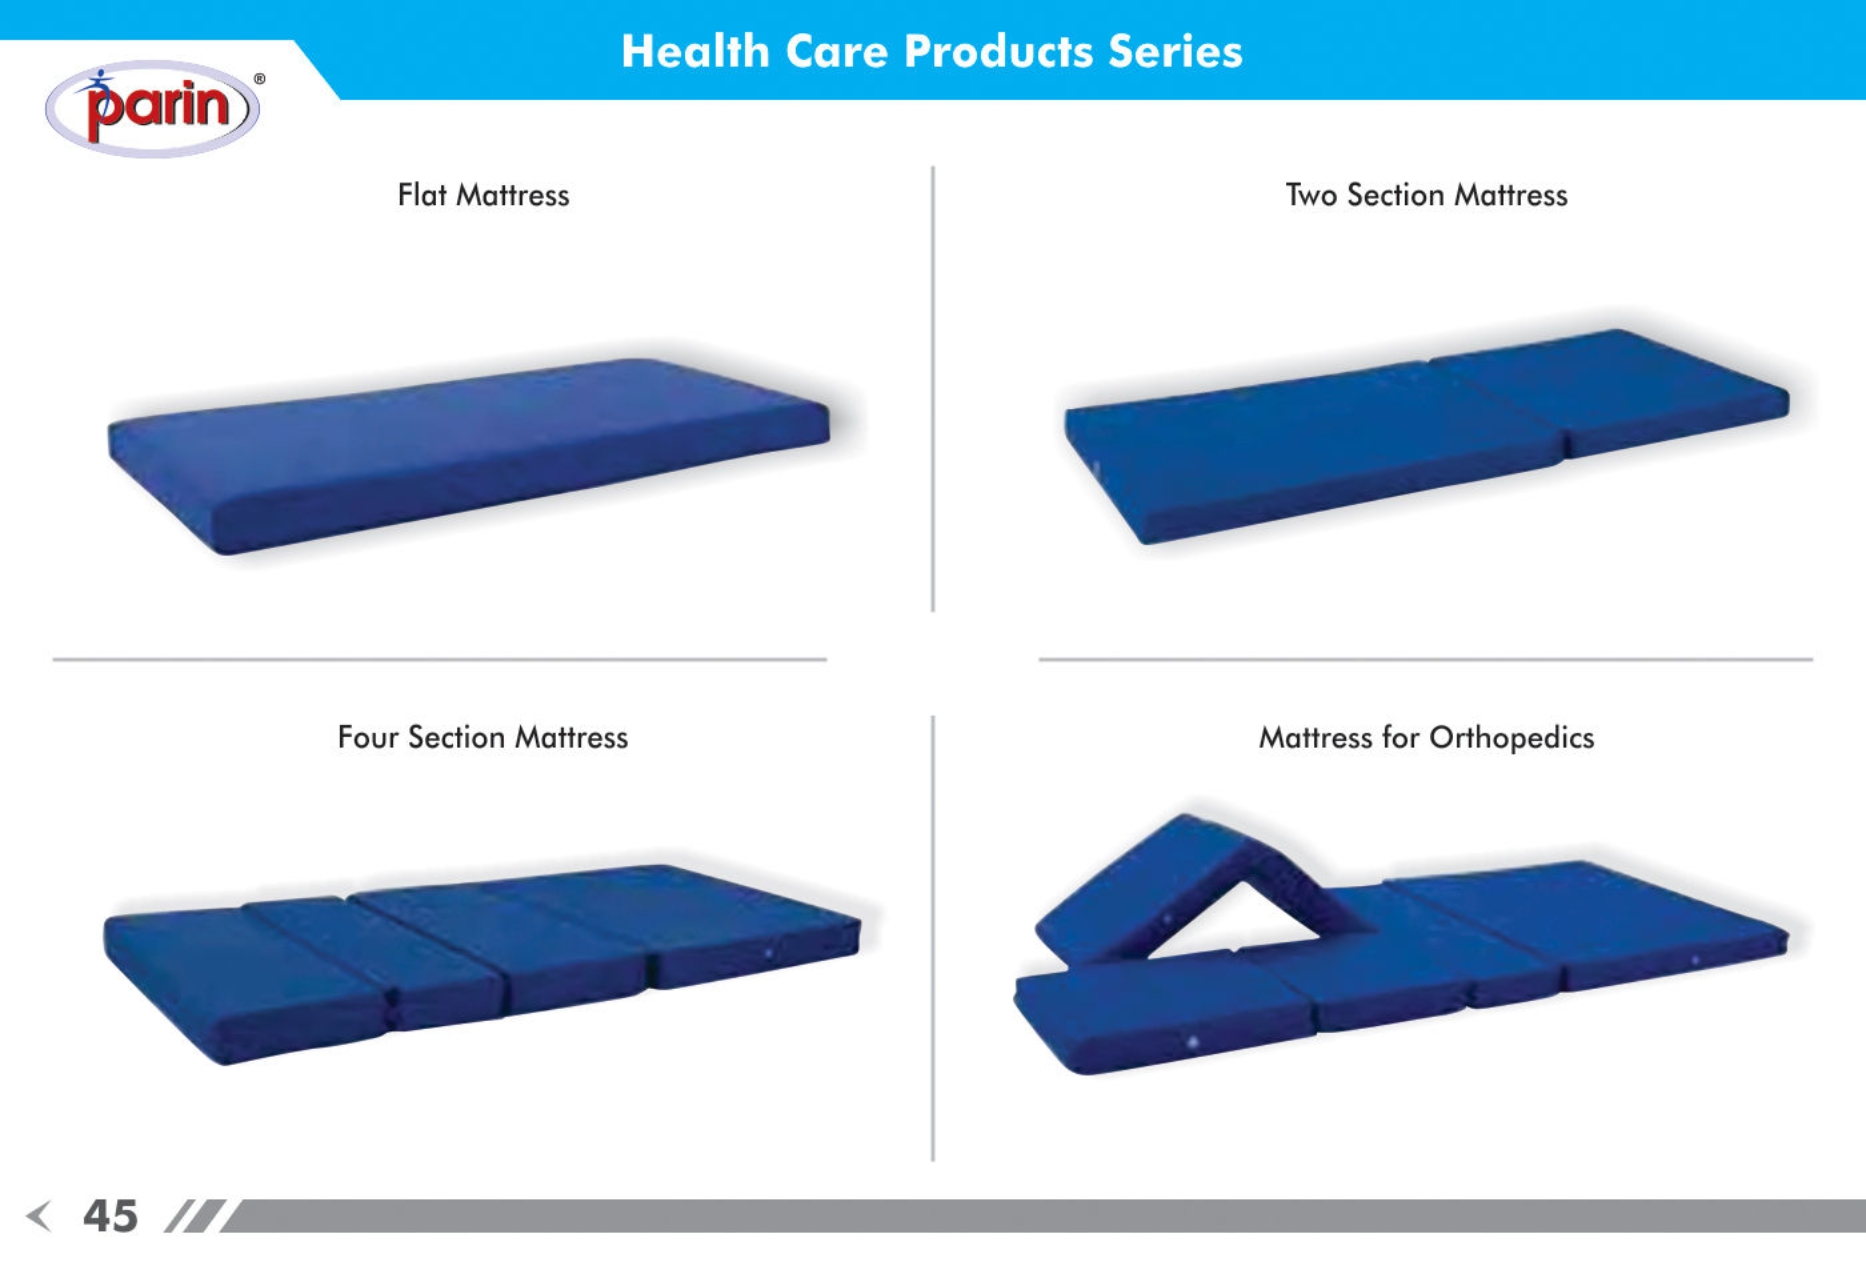 Health Care Products Series
parin®
Flat Mattress
Two Section Mattress
Four Section Mattress
Mattress for Orthopedics
45